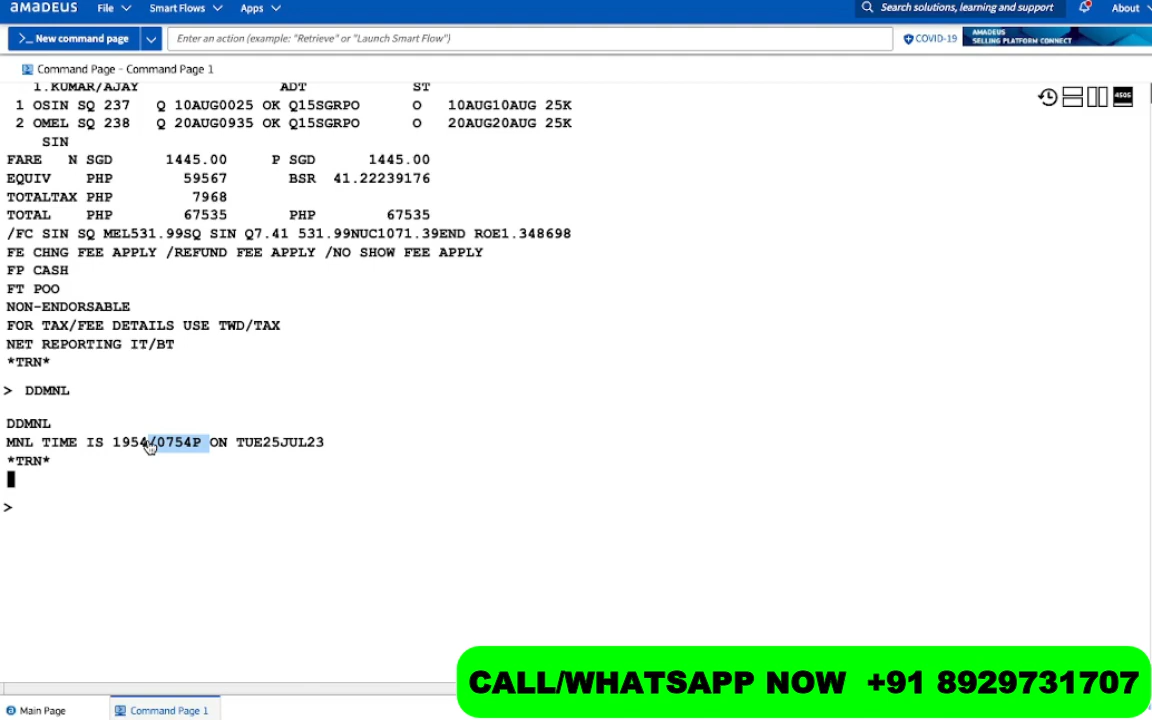 aMaDEUS File Smart Flows Apps Search solutions, learning and support About
>_ New command page Enter an action (example: "Retrieve" or "Launch Smart Flow") COVID-19 AMADEUS
SELLING PLATFORM CONNECT
Command Page - Command Page 1
1.KUMAR/AJAY ADT ST
1 OSIN SQ 237 Q 10AUG0025 OK Q15SGRPO O 10AUG10AUG 25K
2 OMEL SQ 238 Q 20AUG0935 OK Q15SGRPO O 20AUG20AUG 25K
SIN
FARE N SGD 1445.00 P SGD 1445.00
EQUIV PHP 59567 BSR 41.22239176
TOTALTAX PHP 7968
TOTAL PHP 67535 PHP 67535
/FC SIN SQ MEL531.99SQ SIN Q7.41 531.99NUC1071.39END ROE1.348698
FE CHNG FEE APPLY /REFUND FEE APPLY /NO SHOW FEE APPLY
FP CASH
FT POO
NON-ENDORSABLE
FOR TAX/FEE DETAILS USE TWD/TAX
NET REPORTING IT/BT
*TRN*
> DDMNL
DDMNL
MNL TIME IS 1954/0754P ON TUE25JUL23
*TRN*
>
CALL/WHATSAPP NOW +91 8929731707
Main Page Command Page 1